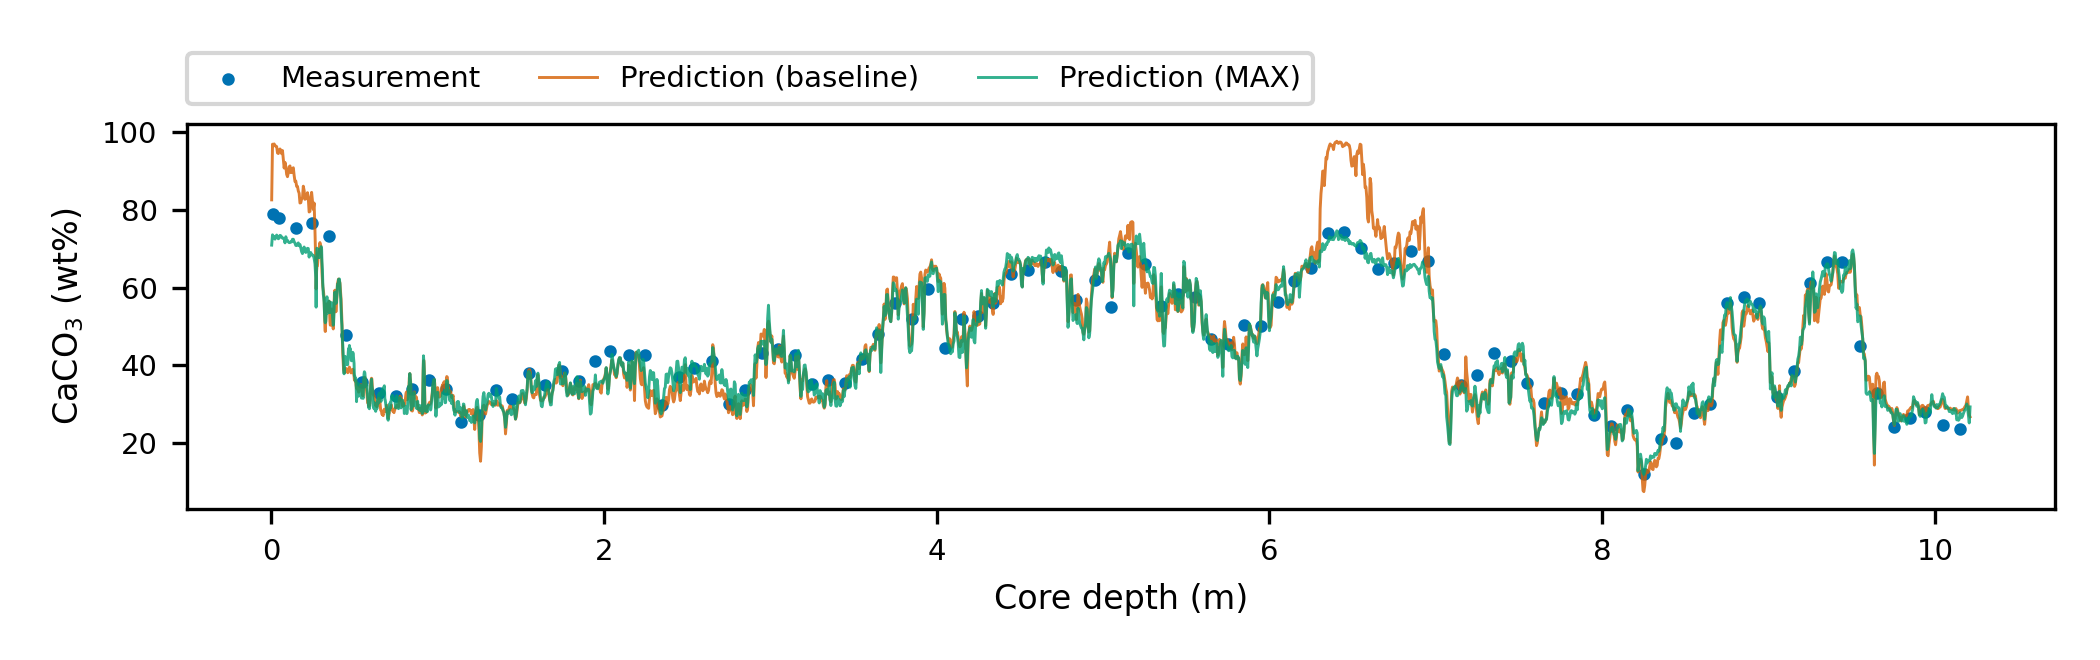 Measurement Prediction (baseline) Prediction (MAX)
100
80
60
40
20
CaCO₃ (wt%)
0 2 4 6 8 10
Core depth (m)